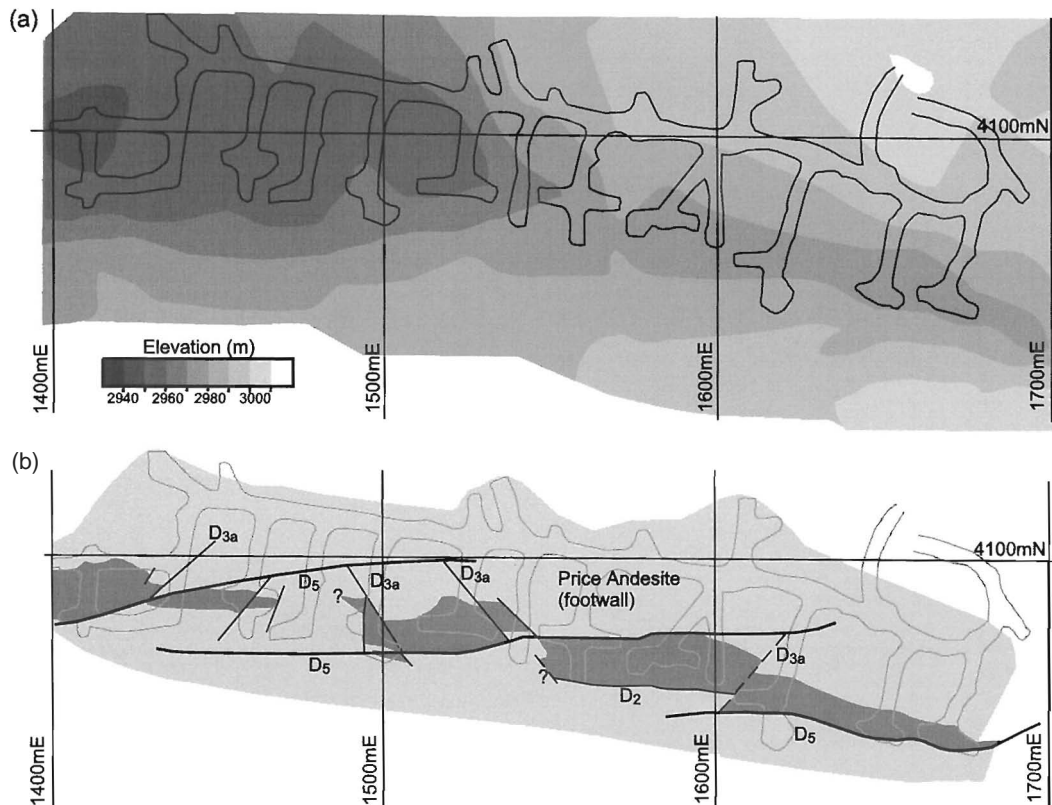 (a)
4100mN
Elevation (m)
2940 2960 2980 3000
1400mE
1500mE
1600mE
1700mE
(b)
D3a
4100mN
D5
D3a
D3a
Price Andesite
(footwall)
?
D3a
D5
?
D2
D5
1400mE
1500mE
1600mE
1700mE